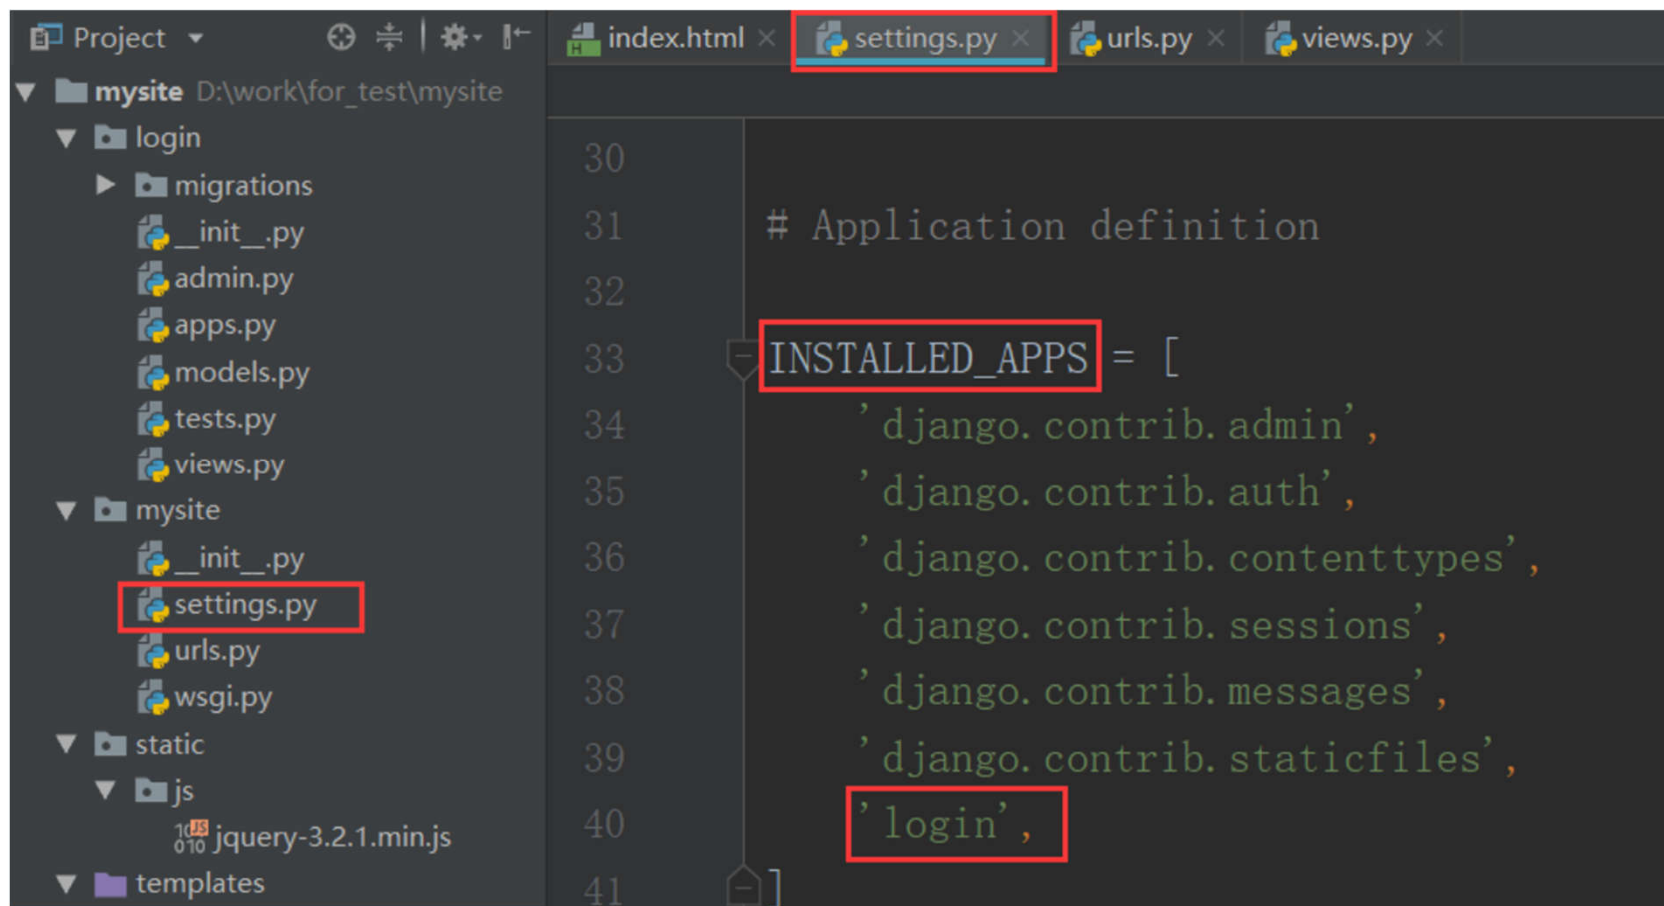 Project
mysite D:\work\for_test\mysite
login
migrations
__init__.py
admin.py
apps.py
models.py
tests.py
views.py
mysite
__init__.py
settings.py
urls.py
wsgi.py
static
js
jquery-3.2.1.min.js
templates
index.html settings.py urls.py views.py
30
31 # Application definition
32
33 INSTALLED_APPS = [
34 'django.contrib.admin',
35 'django.contrib.auth',
36 'django.contrib.contenttypes',
37 'django.contrib.sessions',
38 'django.contrib.messages',
39 'django.contrib.staticfiles',
40 'login',
41 ]